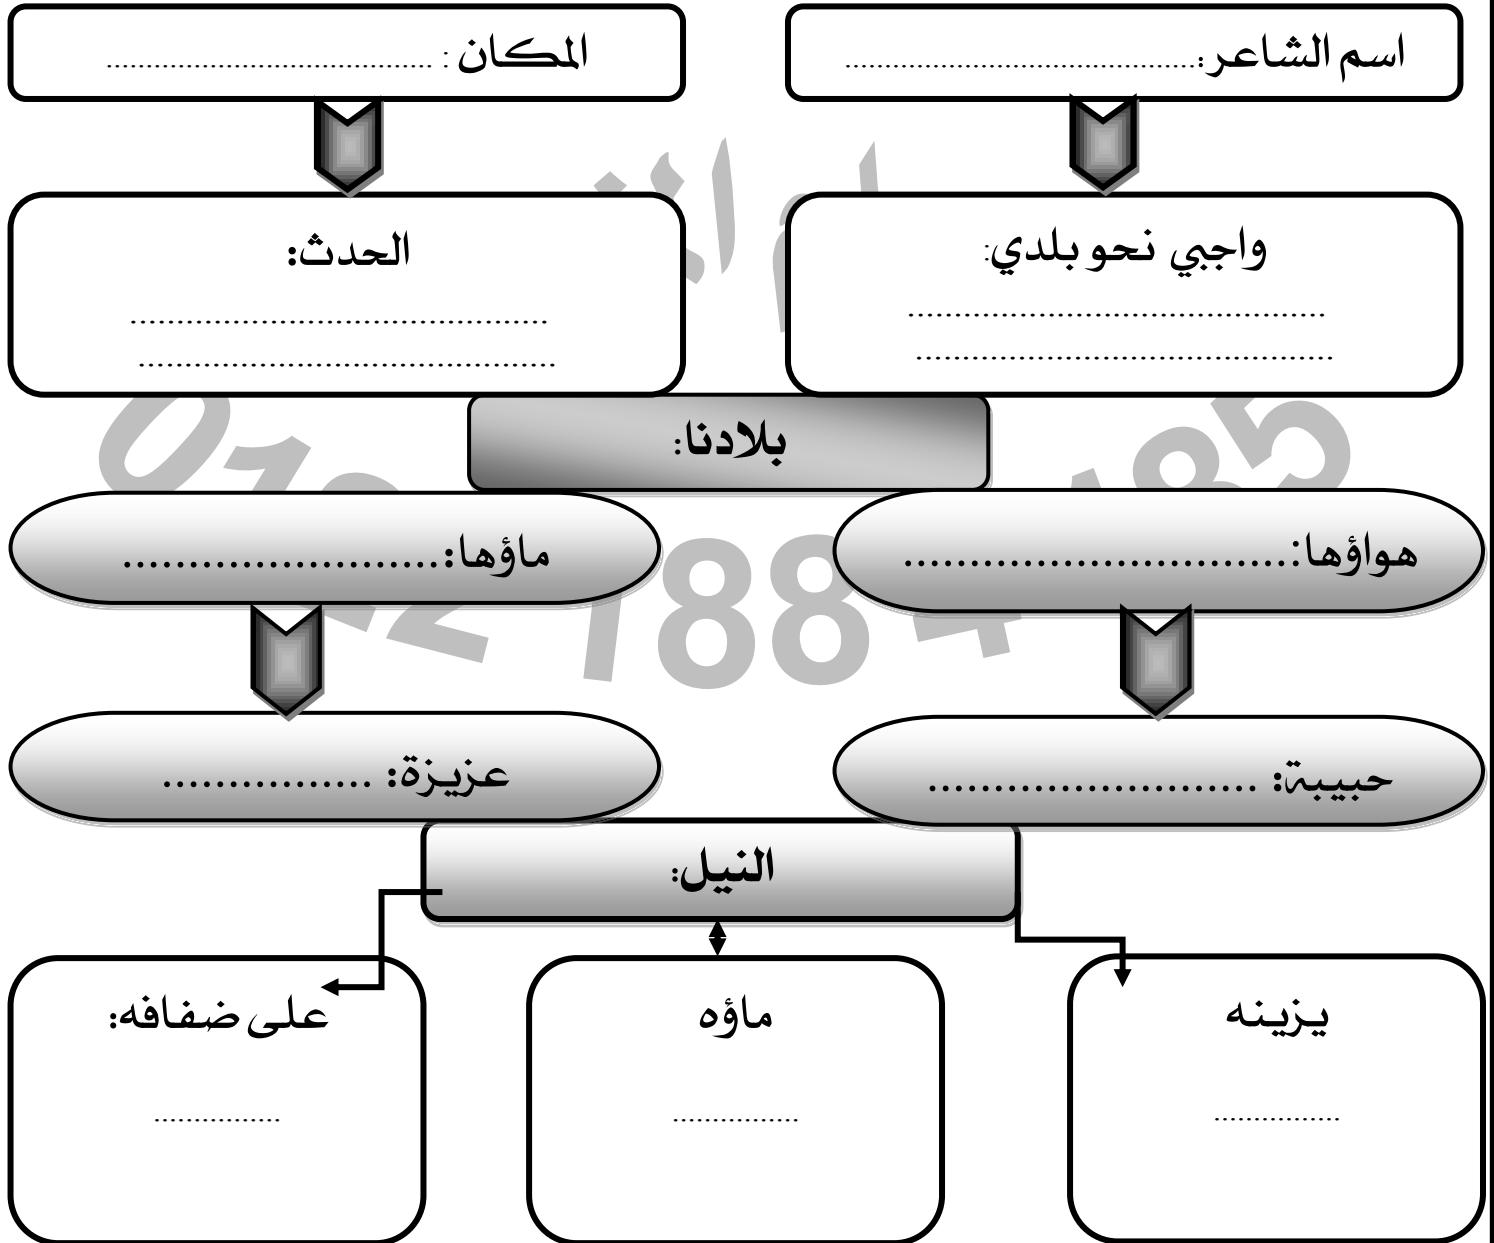 اسم الشاعر:............................................
المكان : .........................................
واجبي نحو بلدي:
.....................................................
.....................................................
الحدث:
.....................................................
.....................................................
بلادنا:
هواؤها:.............................
ماؤها:........................
حبيبة: .........................
عزيزة: ................
النيل:
يزينه
................
ماؤه
................
على ضفافه:
................